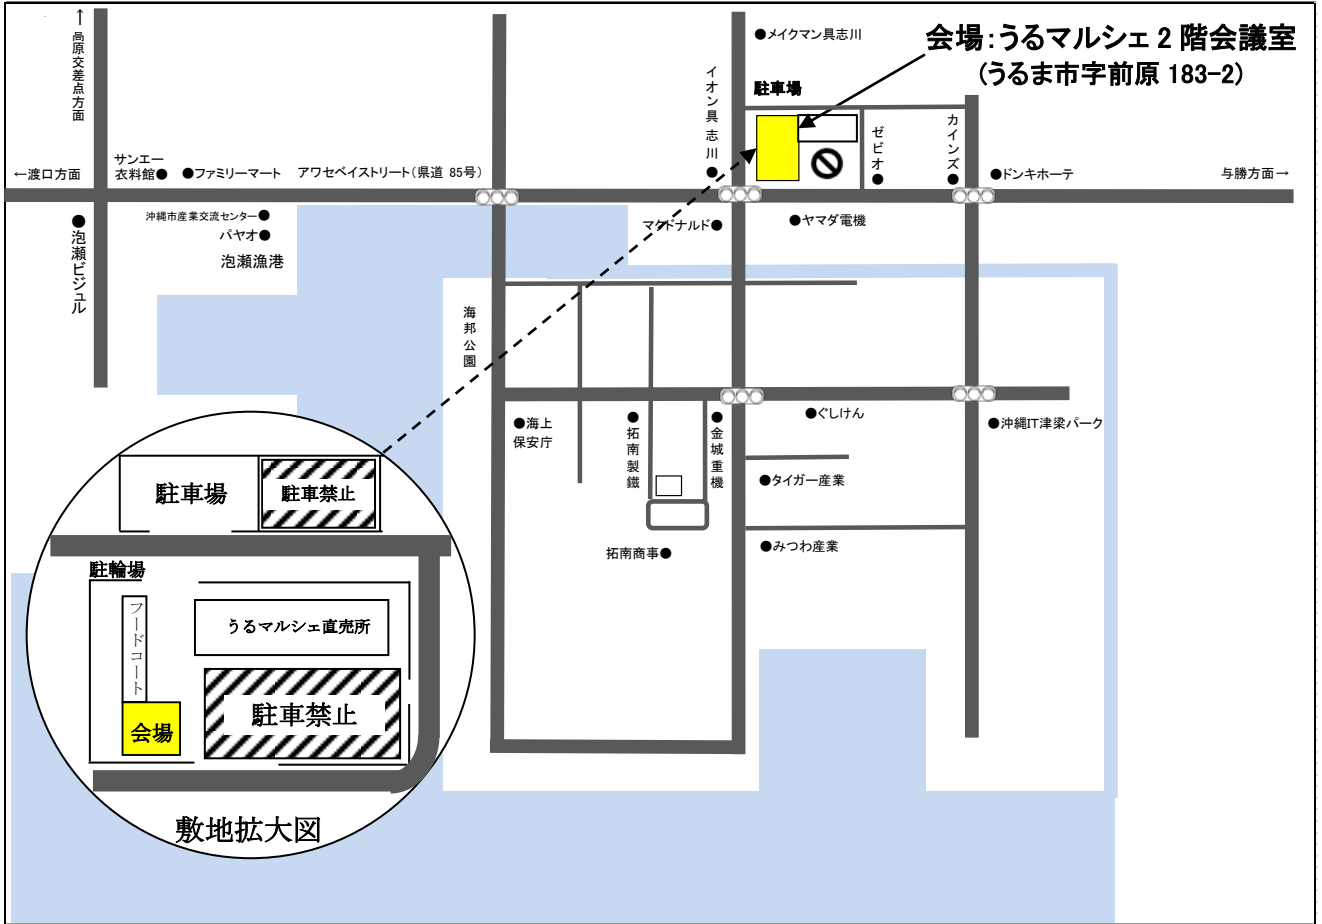 会場:うるマルシェ2階会議室
(うるま市字前原 183-2)
↑高原交差点方面
●メイクマン具志川
イオン具志川●
駐車場
ゼビオ●
カインズ●
←渡口方面
サンエー
衣料館●
●ファミリーマート
アワセベイストリート(県道 85号)
●ドンキホーテ
与勝方面→
●泡瀬ビジュル
沖縄市産業交流センター●
パヤオ●
泡瀬漁港
マクドナルド●
●ヤマダ電機
海邦公園
●海上
保安庁
●拓南製鐵
●金城重機
●ぐしけん
●沖縄IT津梁パーク
●タイガー産業
拓南商事●
●みつわ産業
駐車場
駐車禁止
駐輪場
フードコート
うるマルシェ直売所
駐車禁止
会場
敷地拡大図